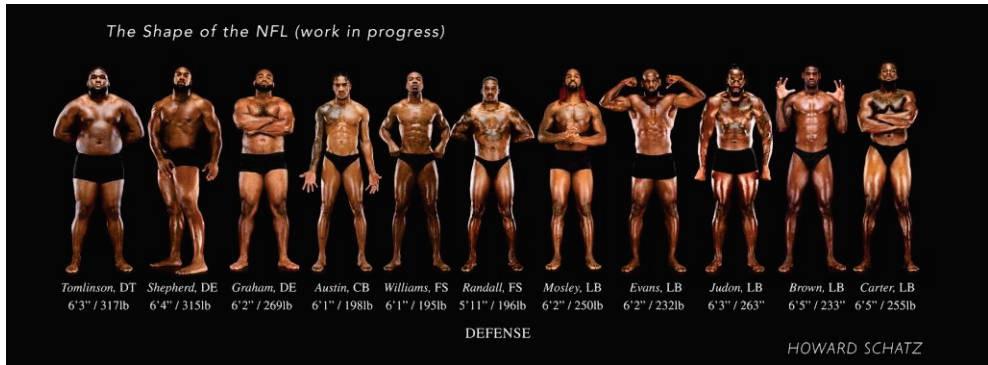 The Shape of the NFL (work in progress)
Tomlinson, DT Shepherd, DE Graham, DE Austin, CB Williams, FS Randall, FS Mosley, LB Evans, LB Judon, LB Brown, LB Carter, LB
6’3” / 317lb 6’4” / 315lb 6’2” / 269lb 6’1” / 198lb 6’1” / 195lb 5’11” / 196lb 6’2” / 250lb 6’2” / 232lb 6’3” / 263” 6’5” / 233” 6’5” / 255lb
DEFENSE
HOWARD SCHATZ